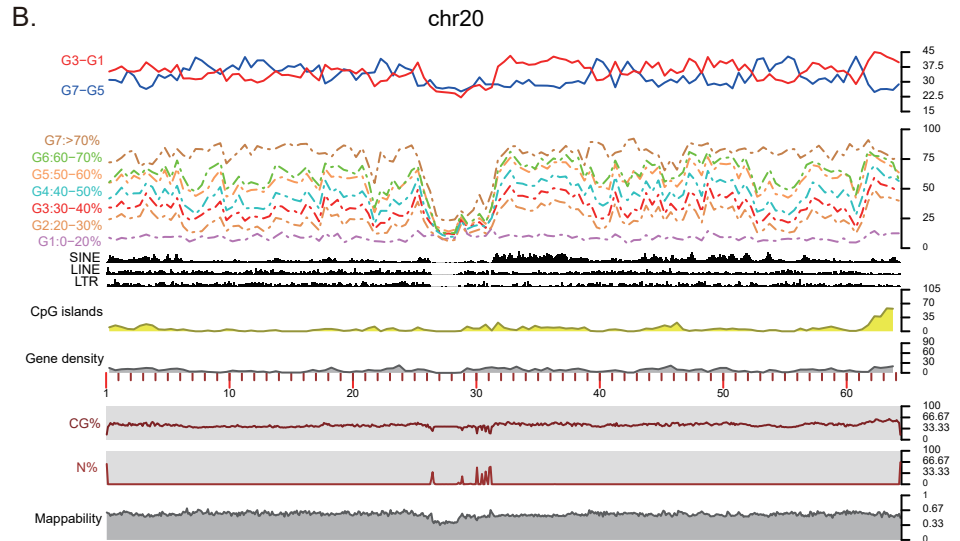 B.
chr20
G3−G1
G7−G5
45
37.5
30
22.5
15
G7:>70%
G6:60−70%
G5:50−60%
G4:40−50%
G3:30−40%
G2:20−30%
G1:0−20%
100
75
50
25
0
SINE
LINE
LTR
CpG islands
105
70
35
0
Gene density
90
60
30
0
1 10 20 30 40 50 60
CG%
100
66.67
33.33
0
N%
100
66.67
33.33
0
Mappability
1
0.67
0.33
0